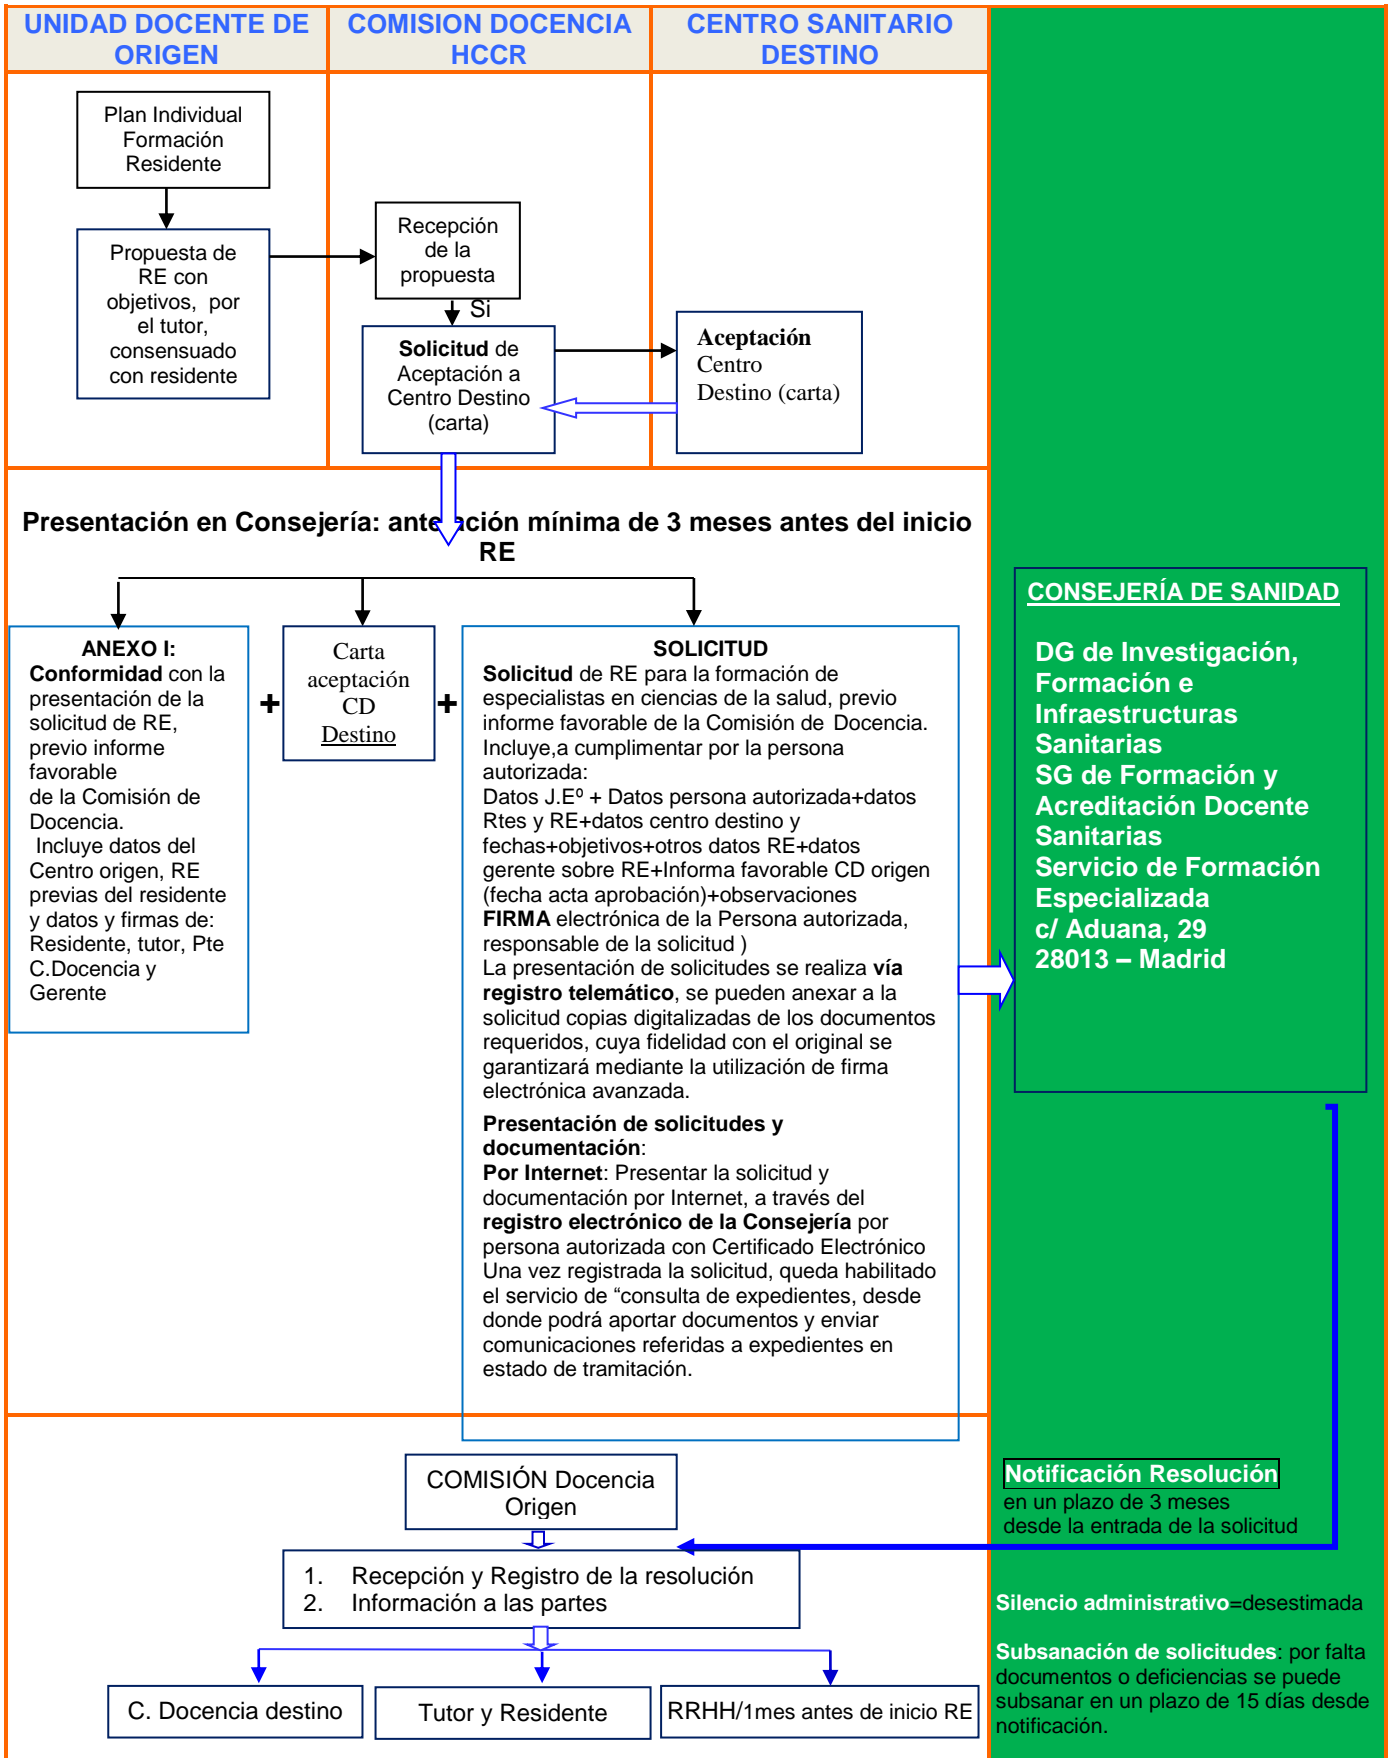 UNIDAD DOCENTE DE
ORIGEN
COMISION DOCENCIA
HCCR
CENTRO SANITARIO
DESTINO
Plan Individual
Formación
Residente
Propuesta de
RE con
objetivos, por
el tutor,
consensuado
con residente
Recepción
de la
propuesta
Si
Solicitud de
Aceptación a
Centro Destino
(carta)
Aceptación
Centro
Destino (carta)
Presentación en Consejería: ante ación mínima de 3 meses antes del inicio
RE
ANEXO I:
Conformidad con la
presentación de la
solicitud de RE,
previo informe
favorable
de la Comisión de
Docencia.
Incluye datos del
Centro origen, RE
previas del residente
y datos y firmas de:
Residente, tutor, Pte
C.Docencia y
Gerente
+
Carta
aceptación
CD
Destino
+
SOLICITUD
Solicitud de RE para la formación de
especialistas en ciencias de la salud, previo
informe favorable de la Comisión de Docencia.
Incluye,a cumplimentar por la persona
autorizada:
Datos J.Eº + Datos persona autorizada+datos
Rtes y RE+datos centro destino y
fechas+objetivos+otros datos RE+datos
gerente sobre RE+Informa favorable CD origen
(fecha acta aprobación)+observaciones
FIRMA electrónica de la Persona autorizada,
responsable de la solicitud )
La presentación de solicitudes se realiza vía
registro telemático, se pueden anexar a la
solicitud copias digitalizadas de los documentos
requeridos, cuya fidelidad con el original se
garantizará mediante la utilización de firma
electrónica avanzada.
Presentación de solicitudes y
documentación:
Por Internet: Presentar la solicitud y
documentación por Internet, a través del
registro electrónico de la Consejería por
persona autorizada con Certificado Electrónico
Una vez registrada la solicitud, queda habilitado
el servicio de “consulta de expedientes, desde
donde podrá aportar documentos y enviar
comunicaciones referidas a expedientes en
estado de tramitación.
CONSEJERÍA DE SANIDAD
DG de Investigación,
Formación e
Infraestructuras
Sanitarias
SG de Formación y
Acreditación Docente
Sanitarias
Servicio de Formación
Especializada
c/ Aduana, 29
28013 – Madrid
COMISIÓN Docencia
Origen
1. Recepción y Registro de la resolución
2. Información a las partes
C. Docencia destino
Tutor y Residente
RRHH/1mes antes de inicio RE
Notificación Resolución
en un plazo de 3 meses
desde la entrada de la solicitud
Silencio administrativo=desestimada
Subsanación de solicitudes: por falta
documentos o deficiencias se puede
subsanar en un plazo de 15 días desde
notificación.